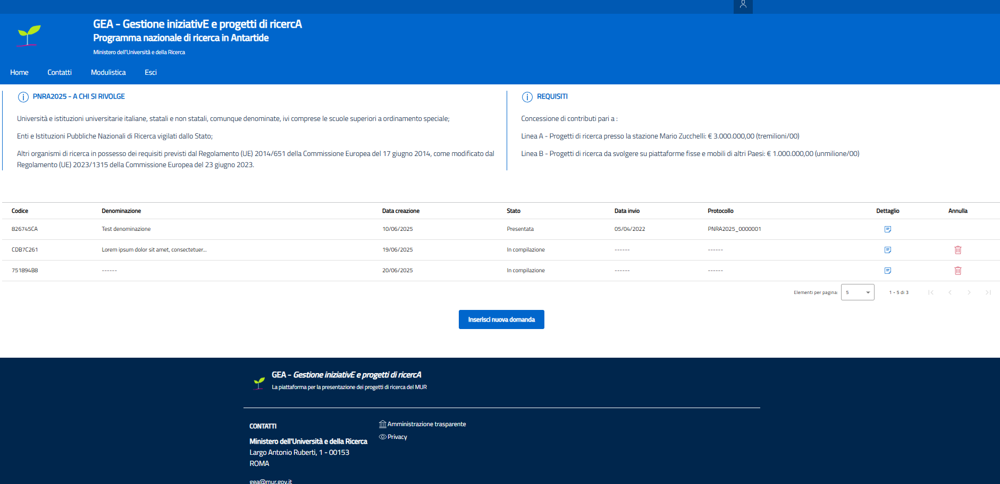 GEA - Gestione iniziativE e progetti di ricercA
Programma nazionale di ricerca in Antartide
Ministero dell'Università e della Ricerca
Home Contatti Modulistica Esci
PNRA2025 - A CHI SI RIVOLGE
Università e istituzioni universitarie italiane, statali e non statali, comunque denominate, ivi comprese le scuole superiori a ordinamento speciale;
Enti e Istituzioni Pubbliche Nazionali di Ricerca vigilati dallo Stato;
Altri organismi di ricerca in possesso dei requisiti previsti dal Regolamento (UE) 2014/651 della Commissione Europea del 17 giugno 2014, come modificato dal
Regolamento (UE) 2023/1315 della Commissione Europea del 23 giugno 2023.
REQUISITI
Concessione di contributi pari a :
Linea A - Progetti di ricerca presso la stazione Mario Zucchelli: € 3.000.000,00 (tremilioni/00)
Linea B - Progetti di ricerca da svolgere su piattaforme fisse e mobili di altri Paesi: € 1.000.000,00 (unmilione/00)
Codice Denominazione Data creazione Stato Data invio Protocollo Dettaglio Annulla
826745CA Test denominazione 10/06/2025 Presentata 05/04/2022 PNRA2025_0000001
CDB7C261 Lorem ipsum dolor sit amet, consectetuer... 19/06/2025 In compilazione ------ ------
751894B8 ------ 20/06/2025 In compilazione ------ ------
Elementi per pagina: 5 1 - 5 di 3
Inserisci nuova domanda
GEA - Gestione iniziativE e progetti di ricercA
La piattaforma per la presentazione dei progetti di ricerca del MUR
CONTATTI
Ministero dell'Università e della Ricerca
Largo Antonio Ruberti, 1 - 00153
ROMA
gea@mur.gov.it
Amministrazione trasparente
Privacy